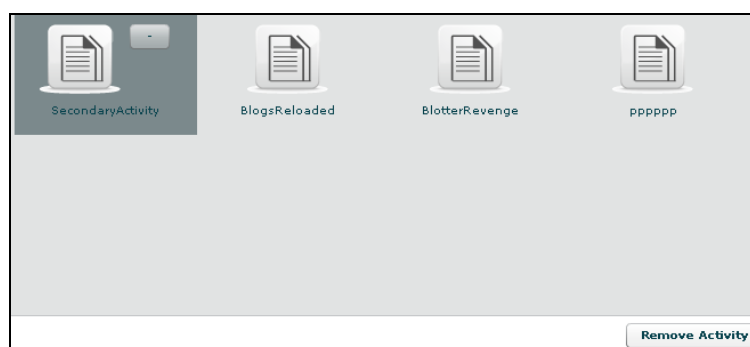 -
SecondaryActivity
BlogsReloaded
BlotterRevenge
pppppp
Remove Activity